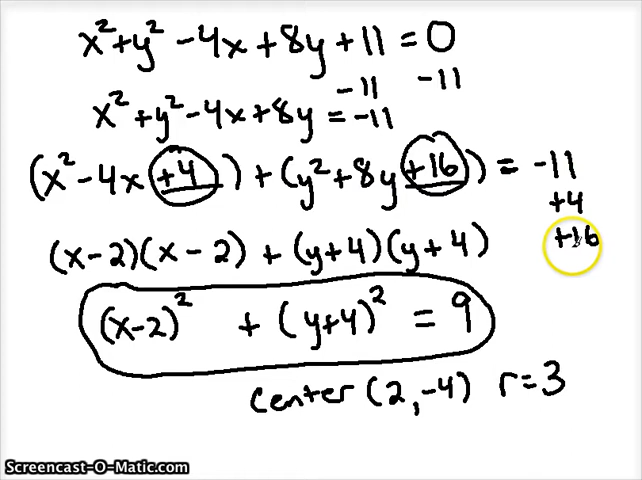 x²+y²-4x+8y+11=0
-11 -11
x²+y²-4x+8y=-11
(x²-4x+4)+(y²+8y+16)=-11
+4
+16
(x-2)(x-2)+(y+4)(y+4)
(x-2)²+(y+4)²=9
center (2,-4) r=3
Screencast-O-Matic.com